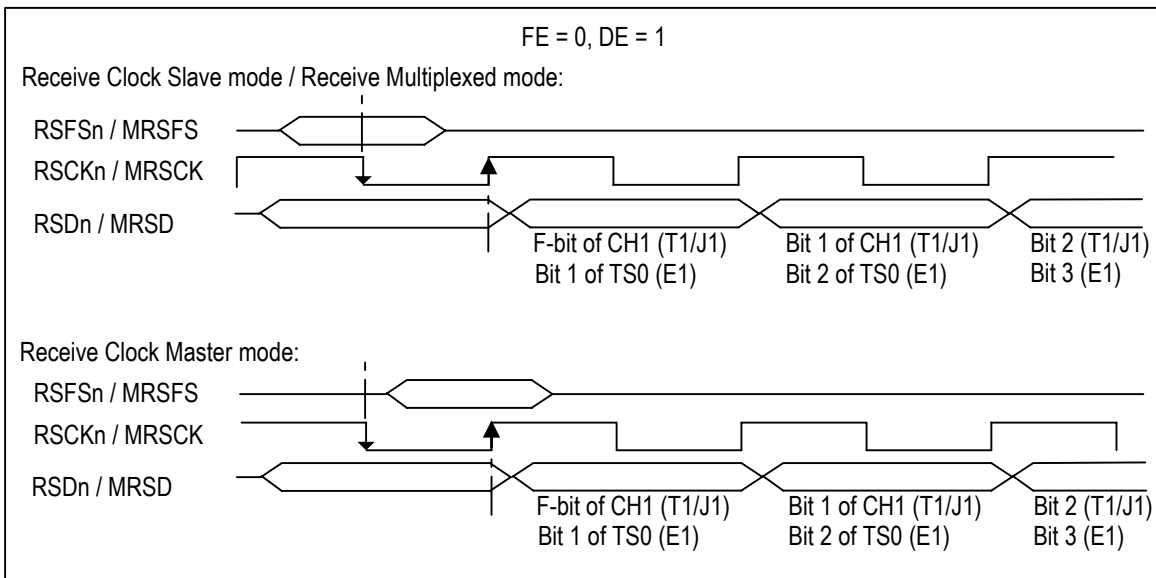 FE = 0, DE = 1
Receive Clock Slave mode / Receive Multiplexed mode:
RSFSn / MRSFS
RSCKn / MRSCK
RSDn / MRSD
F-bit of CH1 (T1/J1) Bit 1 of CH1 (T1/J1) Bit 2 (T1/J1)
Bit 1 of TS0 (E1) Bit 2 of TS0 (E1) Bit 3 (E1)
Receive Clock Master mode:
RSFSn / MRSFS
RSCKn / MRSCK
RSDn / MRSD
F-bit of CH1 (T1/J1) Bit 1 of CH1 (T1/J1) Bit 2 (T1/J1)
Bit 1 of TS0 (E1) Bit 2 of TS0 (E1) Bit 3 (E1)